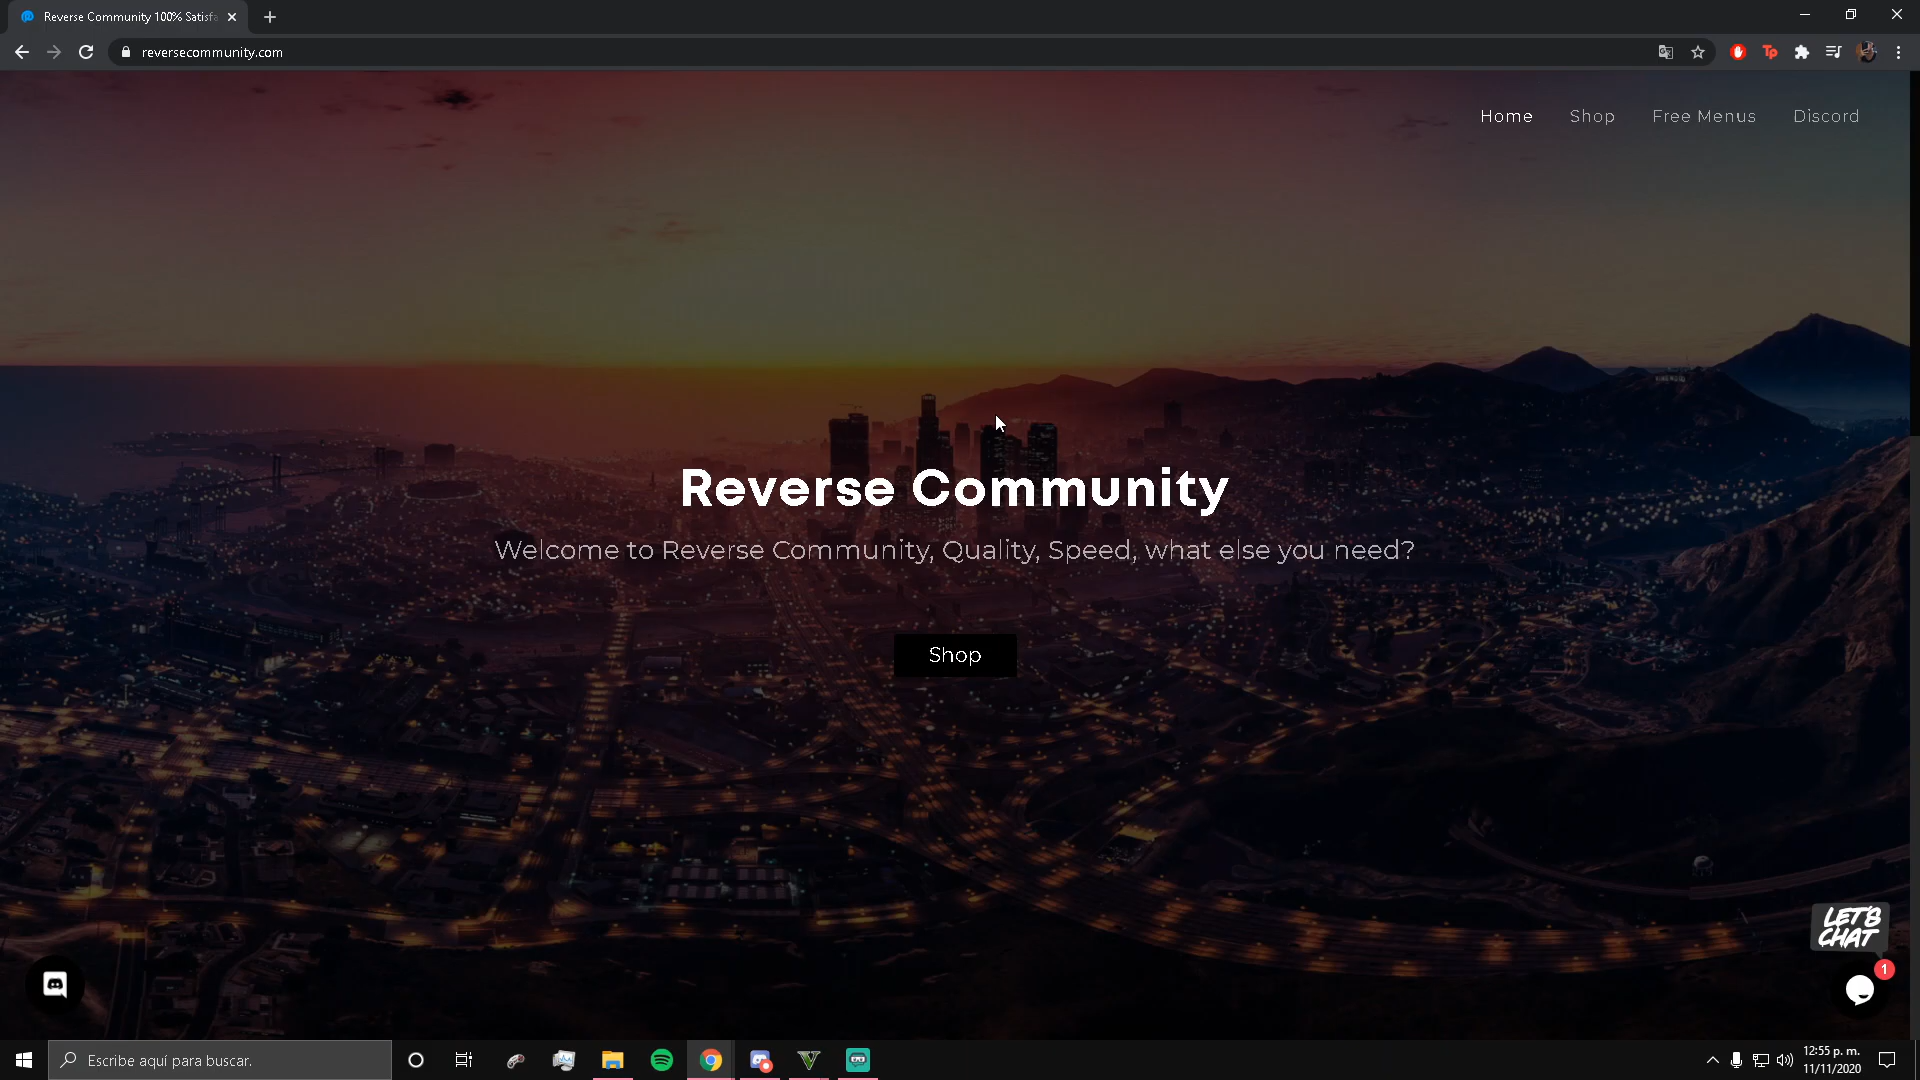 Reverse Community 100% Satisfa
reversecommunity.com
Home Shop Free Menus Discord
Reverse Community
Welcome to Reverse Community, Quality, Speed, what else you need?
Shop
LET'S
CHAT
1
Escribe aquí para buscar.
12:55 p. m.
11/11/2020